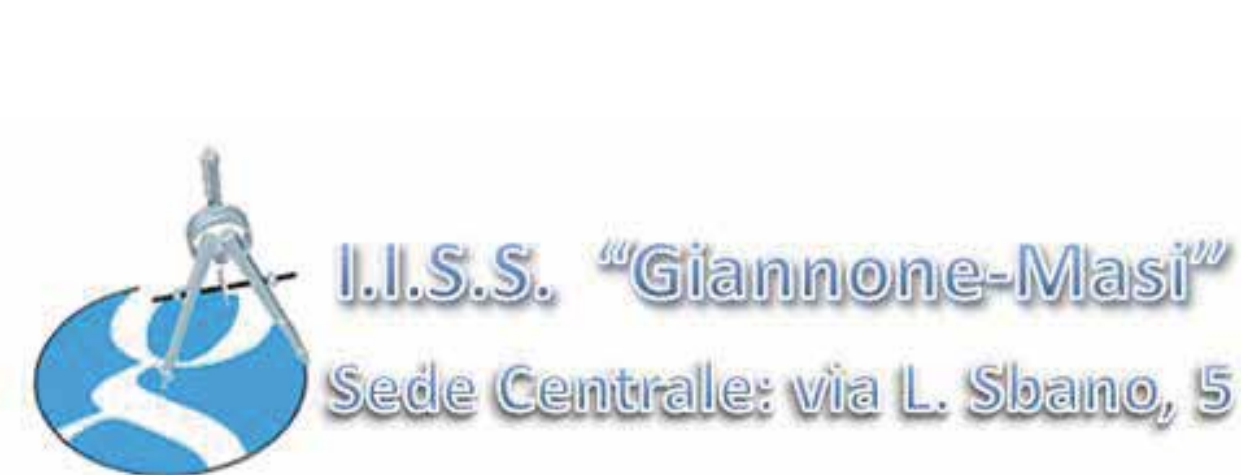 I.I.S.S. “Giannone-Masi”
Sede Centrale: via L. Sbano, 5